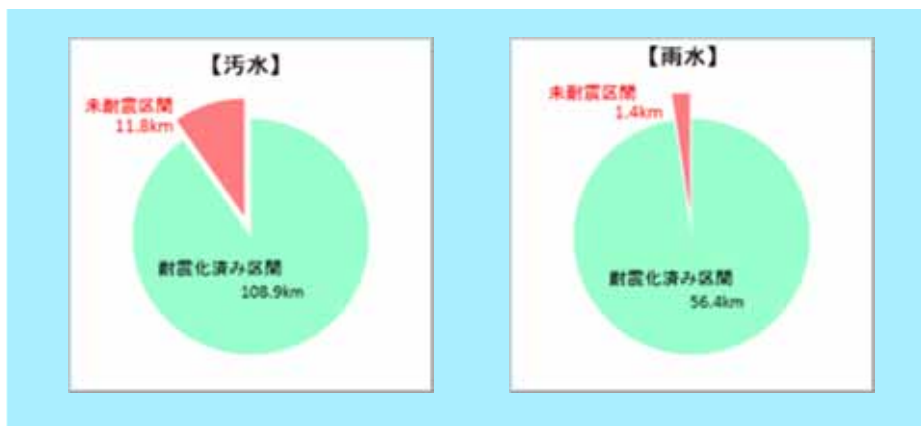 【汚水】
未耐震区間
11.8km
耐震化済み区間
108.9km
【雨水】
未耐震区間
1.4km
耐震化済み区間
56.4km